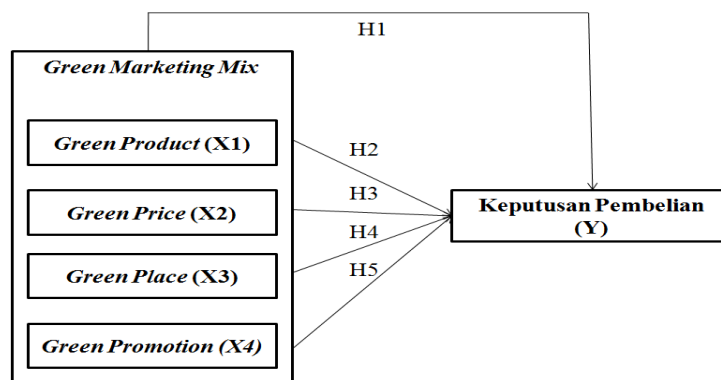 H1
Green Marketing Mix
Green Product (X1)
H2
Green Price (X2)
H3
Keputusan Pembelian
(Y)
H4
Green Place (X3)
H5
Green Promotion (X4)